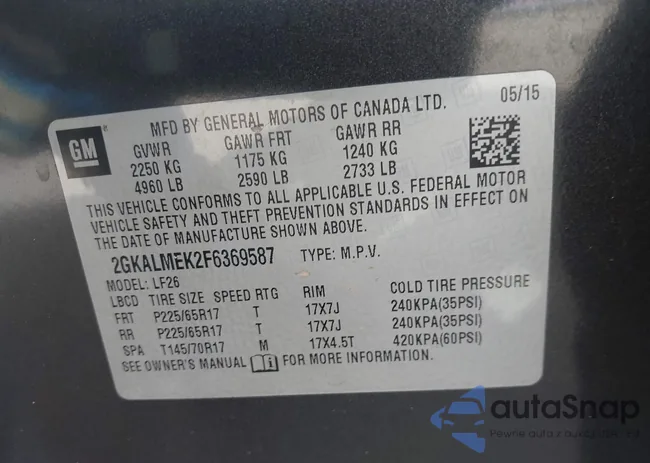 MFD BY GENERAL MOTORS OF CANADA LTD. 05/15
GM
GVWR GAWR FRT GAWR RR
2250 KG 1175 KG 1240 KG
4960 LB 2590 LB 2733 LB
THIS VEHICLE CONFORMS TO ALL APPLICABLE U.S. FEDERAL MOTOR
VEHICLE SAFETY AND THEFT PREVENTION STANDARDS IN EFFECT ON
THE DATE OF MANUFACTURE SHOWN ABOVE.
2GKALMEK2F6369587 TYPE: M.P.V.
MODEL: LF26
LBCD TIRE SIZE SPEED RTG RIM COLD TIRE PRESSURE
FRT P225/65R17 T 17X7J 240KPA(35PSI)
RR P225/65R17 T 17X7J 240KPA(35PSI)
SPA T145/70R17 M 17X4.5T 420KPA(60PSI)
SEE OWNER'S MANUAL FOR MORE INFORMATION.
autaSnap
Pewne auta z aukcji